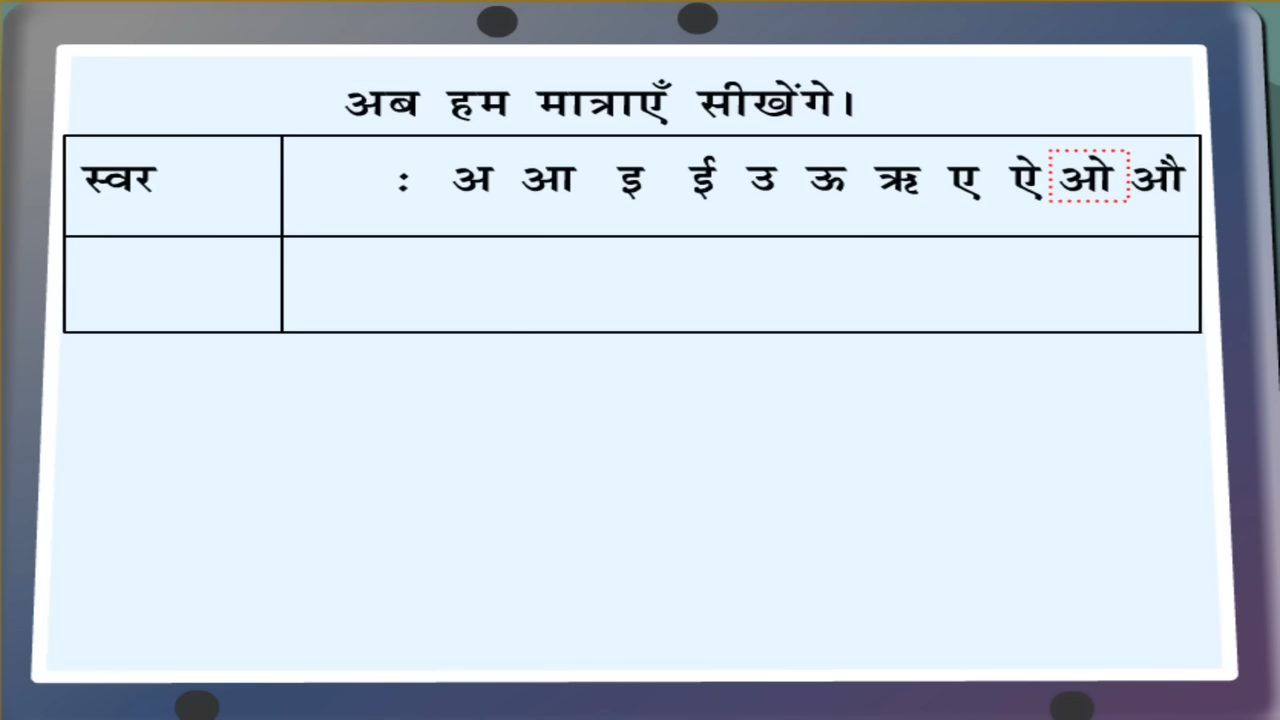 अब हम मात्राएँ सीखेंगे।
स्वर : अ आ इ ई उ ऊ ऋ ए ऐ ओ औ